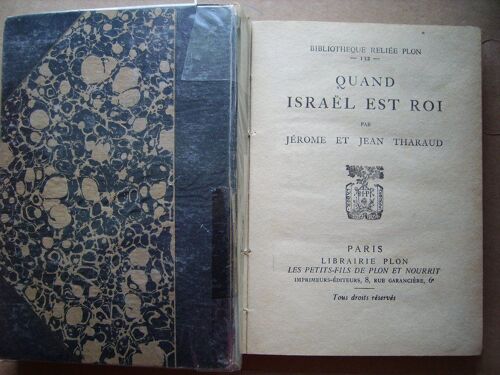 BIBLIOTHÈQUE RELIÉE PLON
— 132 —
QUAND
ISRAËL EST ROI
PAR
JÉROME ET JEAN THARAUD
PARIS
LIBRAIRIE PLON
LES PETITS-FILS DE PLON ET NOURRIT
IMPRIMEURS-ÉDITEURS, 8, RUE GARANCIÈRE, 6e
Tous droits réservés